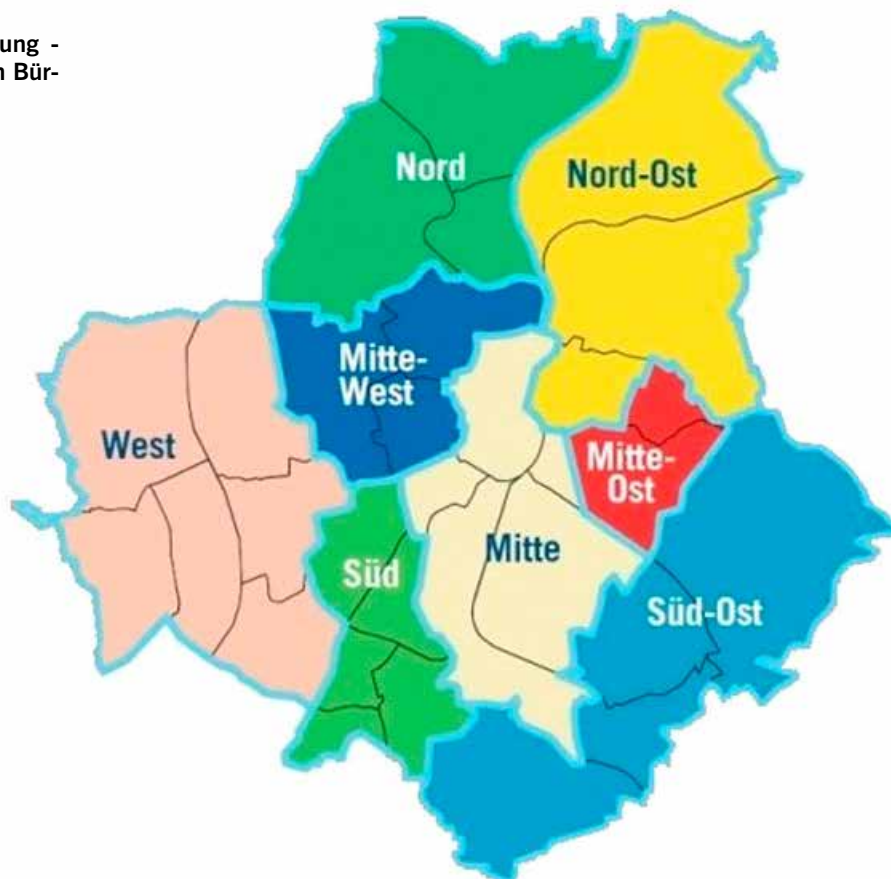 ung -
n Bür-
Nord
Nord-Ost
Mitte-
West
West
Mitte-
Ost
Mitte
Süd
Süd-Ost